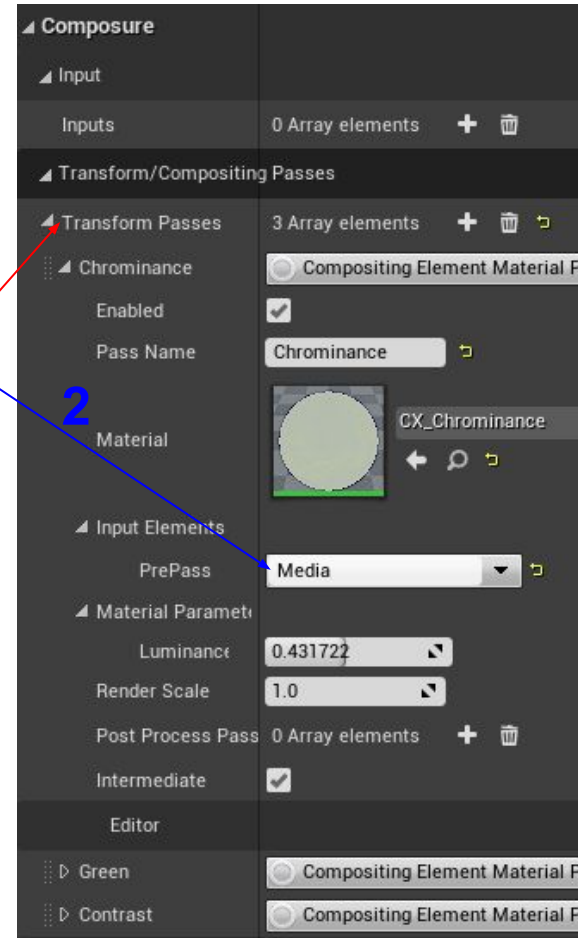 Composure
Input
Inputs 0 Array elements
Transform/Compositing Passes
Transform Passes 3 Array elements
Chrominance Compositing Element Material P
Enabled
Pass Name Chrominance
2
Material CX_Chrominance
Input Elements
PrePass Media
Material Paramete
Luminance 0.431722
Render Scale 1.0
Post Process Pass 0 Array elements
Intermediate
Editor
Green Compositing Element Material P
Contrast Compositing Element Material P